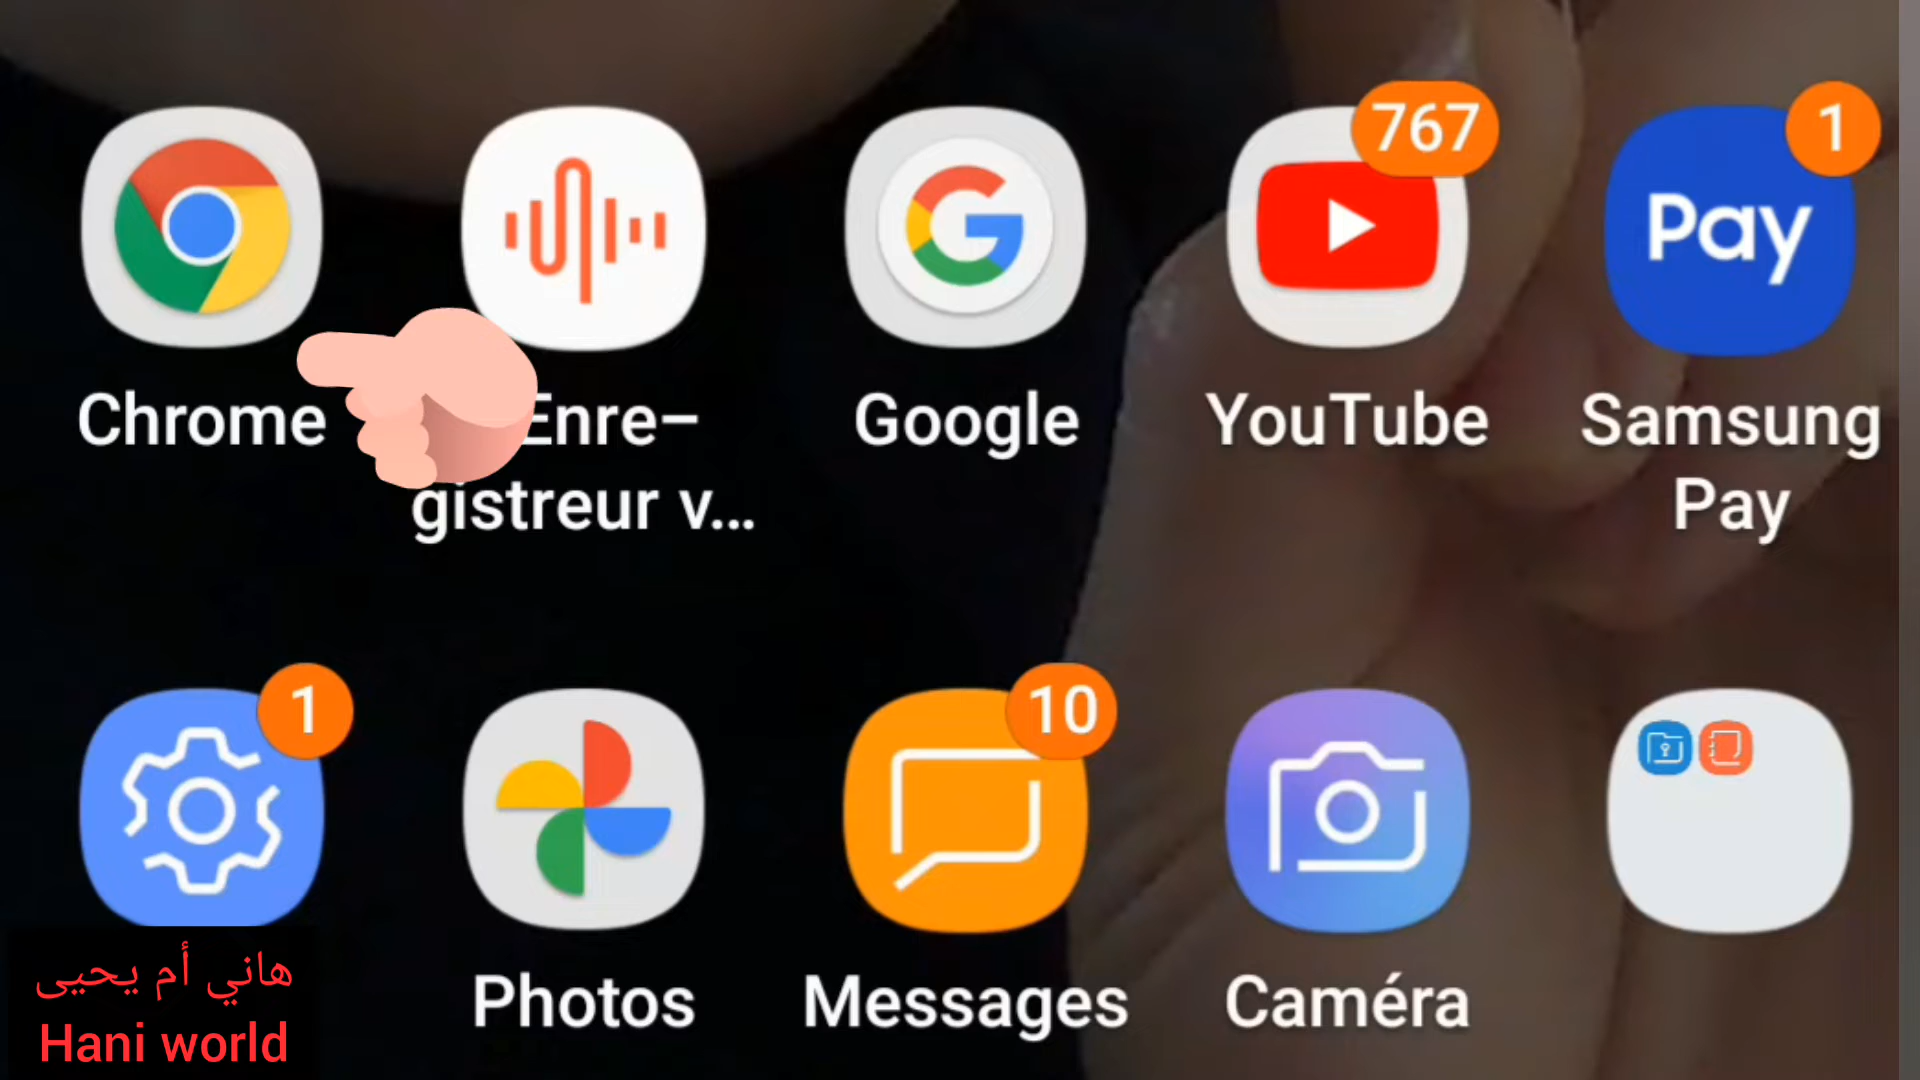 767
1
Pay
Chrome
Enre-
gistreur v...
Google
YouTube
Samsung
Pay
1
10
Photos
Messages
Caméra
هاني أم يحيى
Hani world